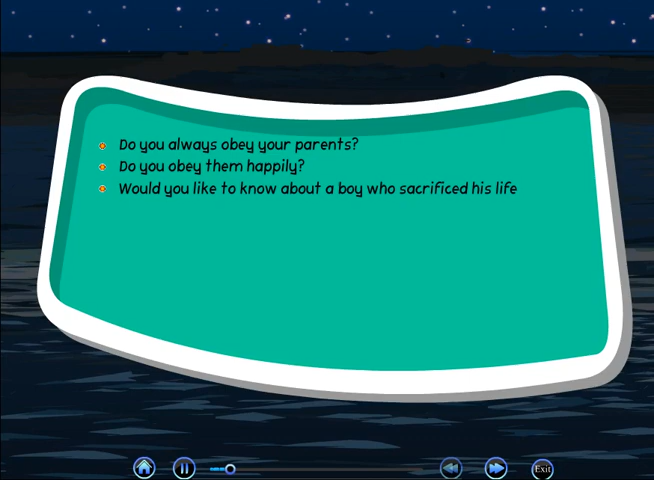 Do you always obey your parents?
Do you obey them happily?
Would you like to know about a boy who sacrificed his life
Exit